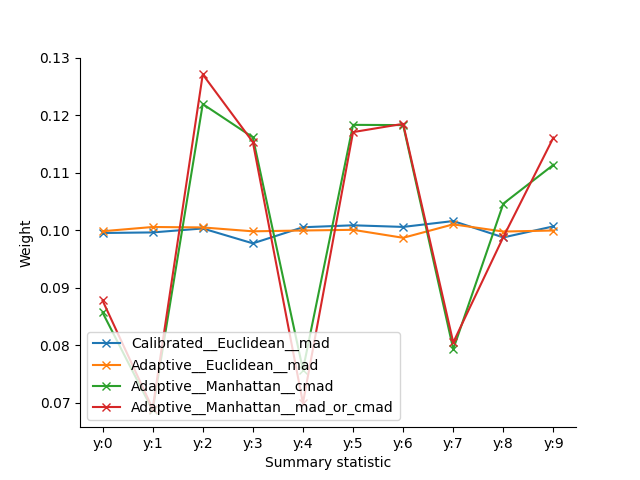 0.13
0.12
0.11
0.10
0.09
0.08
0.07
Weight
Calibrated__Euclidean__mad
Adaptive__Euclidean__mad
Adaptive__Manhattan__cmad
Adaptive__Manhattan__mad_or_cmad
y:0 y:1 y:2 y:3 y:4 y:5 y:6 y:7 y:8 y:9
Summary statistic